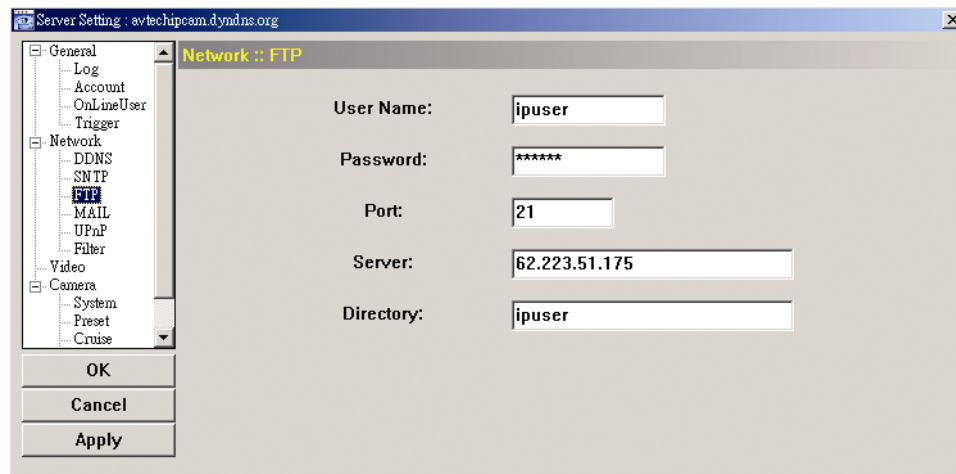 Server Setting : avtechipcam.dyndns.org
General
Log
Account
OnLineUser
Trigger
Network
DDNS
SNTP
FTP
MAIL
UPnP
Filter
Video
Camera
System
Preset
Cruise
OK
Cancel
Apply
Network :: FTP
User Name: ipuser
Password: ******
Port: 21
Server: 62.223.51.175
Directory: ipuser